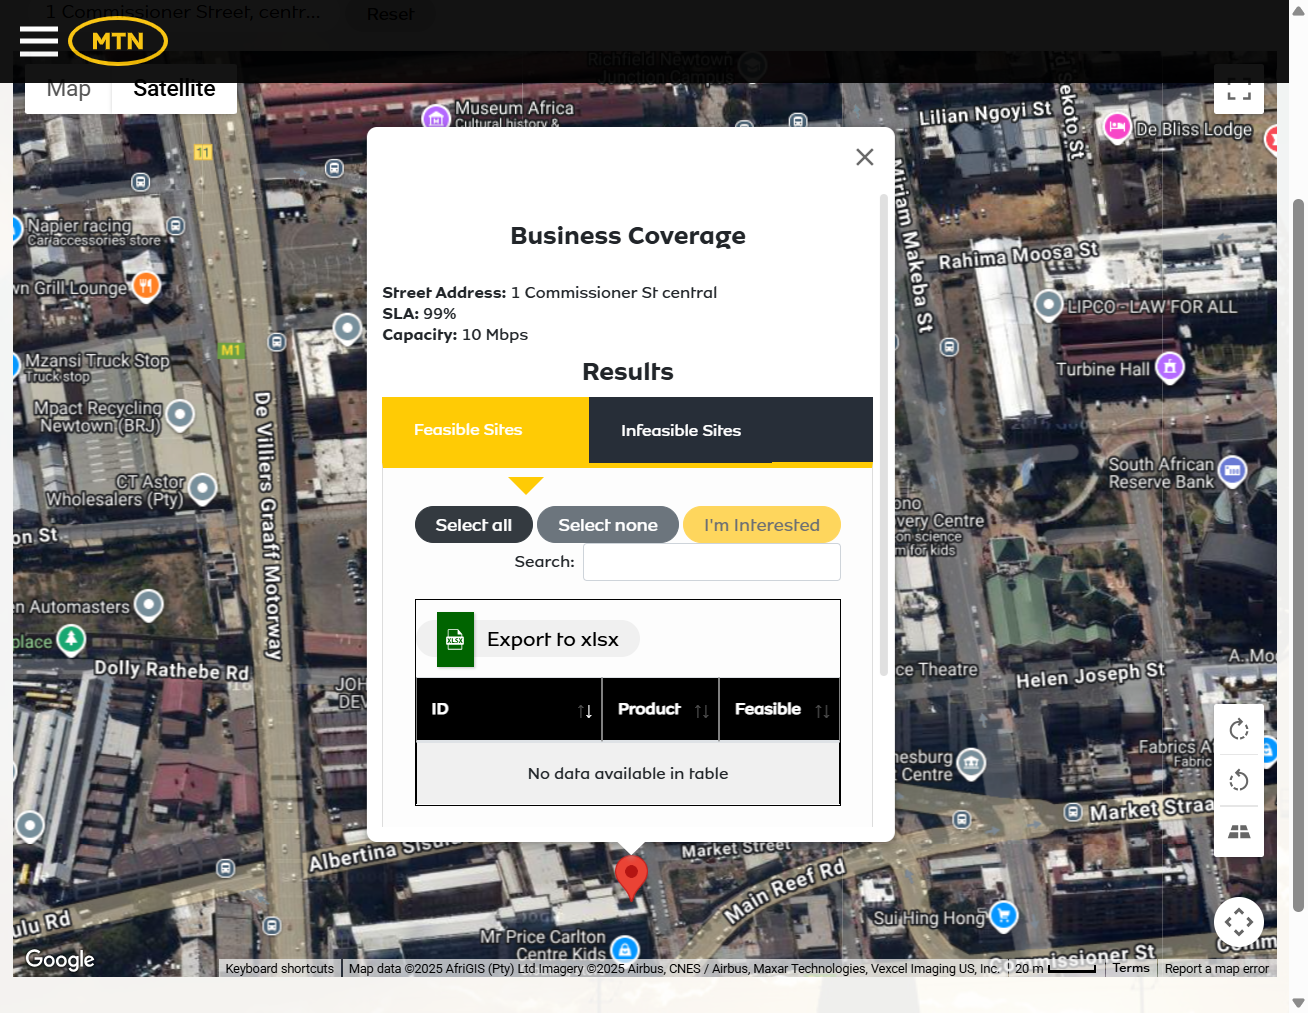 1 Commissioner Street, centr...
Reset
MTN
Richfield Newtown
Junction Campus
Map
Satellite
Museum Africa
Cultural history &
Lilian Ngoyi St
De Bliss Lodge
11
Miriam Makeba St
Napier racing
Car accessories store
Business Coverage
Rahima Moosa St
wn Grill Lounge
Street Address: 1 Commissioner St central
SLA: 99%
Capacity: 10 Mbps
LIPCO - LAW FOR ALL
M1
Mzansi Truck Stop
Truck stop
Results
Turbine Hall
Mpact Recycling
Newtown (BRJ)
De Villiers Graaff Motorway
Feasible Sites
Infeasible Sites
South African
Reserve Bank
CT Astor
Wholesalers (Pty)
Select all
Select none
I'm Interested
ono
very Centre
on science
m for kids
on St
Search:
en Automasters
XLSX
Export to xlsx
place
Dolly Rathebe Rd
ce Theatre
Helen Joseph St
A. Mo
JOH
DEV
ID
Product
Feasible
No data available in table
nesburg
t Centre
Fabrics Af
Fabric
Market Straa
Albertina Sisulu
Market Street
Main Reef Rd
ulu Rd
Sui Hing Hong
Mr Price Carlton
Centre Kids
Commissioner St
Comm
Google
Keyboard shortcuts
Map data ©2025 AfriGIS (Pty) Ltd Imagery ©2025 Airbus, CNES / Airbus, Maxar Technologies, Vexcel Imaging US, Inc.
20 m
Terms
Report a map error